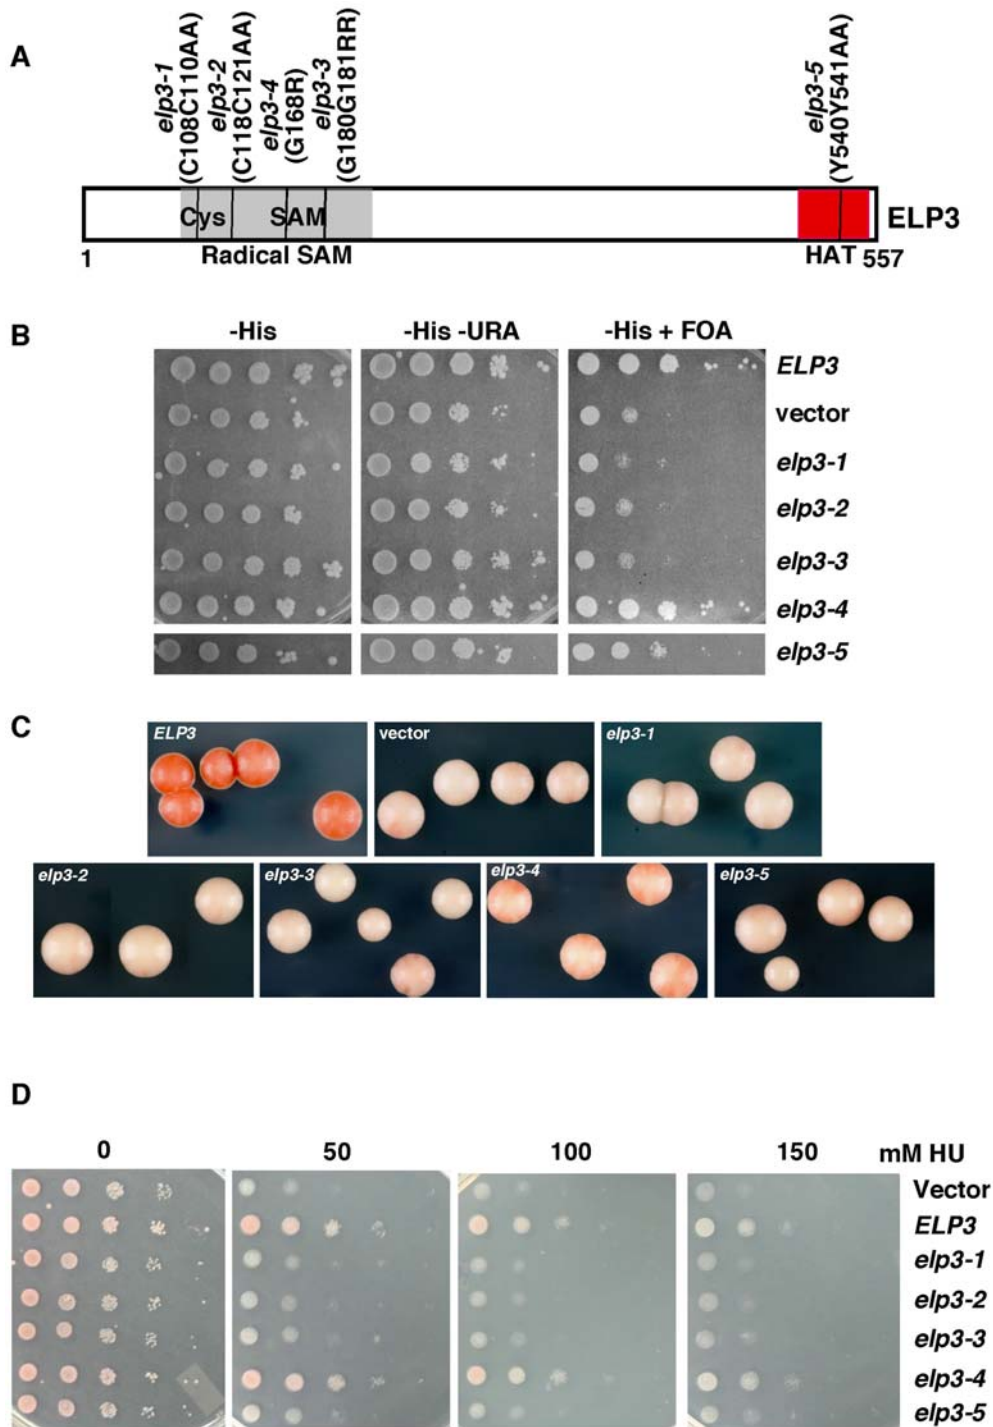 A
elp3-1
(C108C110AA)
elp3-2
(C118C121AA)
elp3-4
(G168R)
elp3-3
(G180G181RR)
elp3-5
(Y540Y541AA)
Cys SAM
ELP3
1 Radical SAM HAT 557
B
-His -His -URA -His + FOA
ELP3
vector
elp3-1
elp3-2
elp3-3
elp3-4
elp3-5
C
ELP3 vector elp3-1
elp3-2 elp3-3 elp3-4 elp3-5
D
0 50 100 150 mM HU
Vector
ELP3
elp3-1
elp3-2
elp3-3
elp3-4
elp3-5